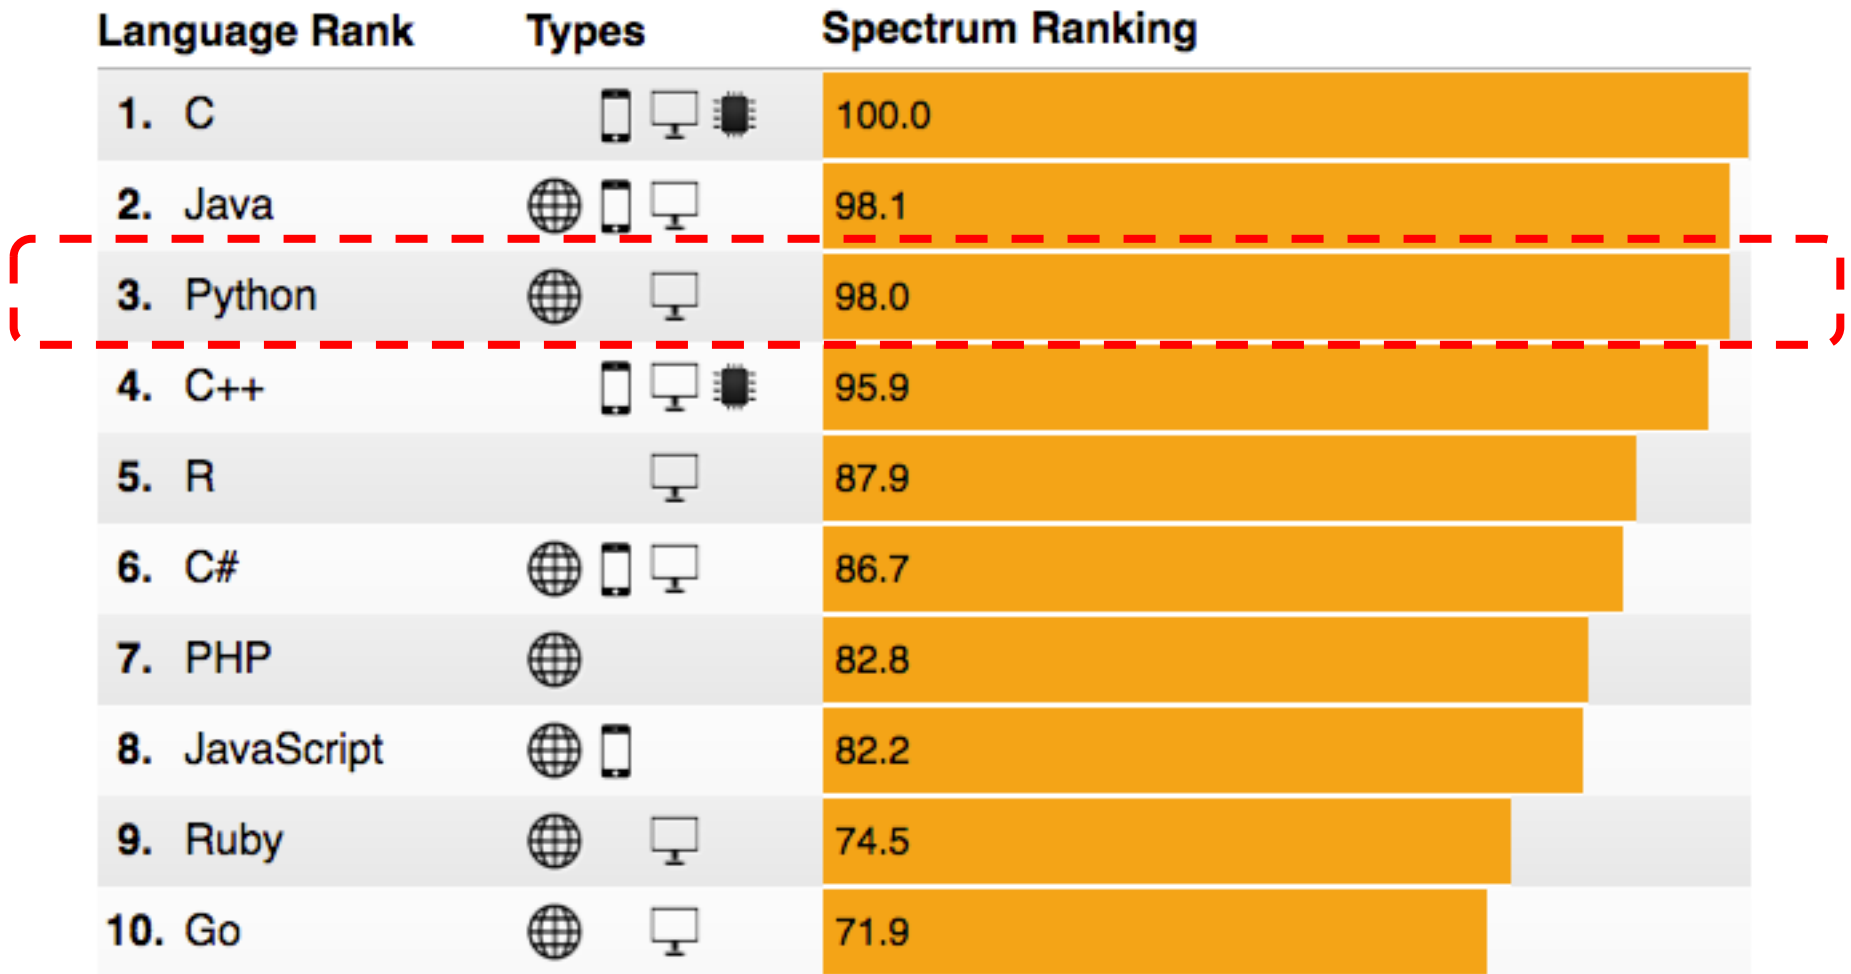 Language Rank Types Spectrum Ranking
1. C 100.0
2. Java 98.1
3. Python 98.0
4. C++ 95.9
5. R 87.9
6. C# 86.7
7. PHP 82.8
8. JavaScript 82.2
9. Ruby 74.5
10. Go 71.9